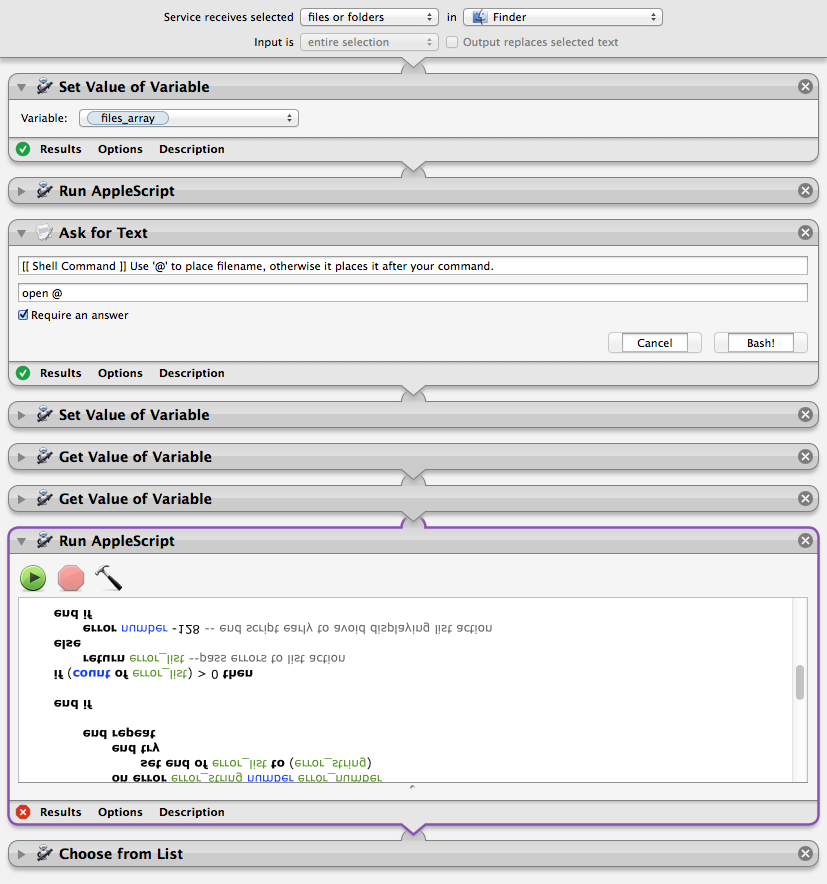 Service receives selected files or folders in Finder
Input is entire selection Output replaces selected text
Set Value of Variable
Variable: files_array
Results Options Description
Run AppleScript
Ask for Text
[[ Shell Command ]] Use '@' to place filename, otherwise it places it after your command.
open @
Require an answer
Cancel Bash!
Results Options Description
Set Value of Variable
Get Value of Variable
Get Value of Variable
Run AppleScript
end if
error number -128 -- end script early to avoid displaying list action
else
return error_list --pass errors to list action
if (count of error_list) > 0 then
end if
end repeat
end try
set end of error_list to (error_string)
on error error_string number error_number
Results Options Description
Choose from List